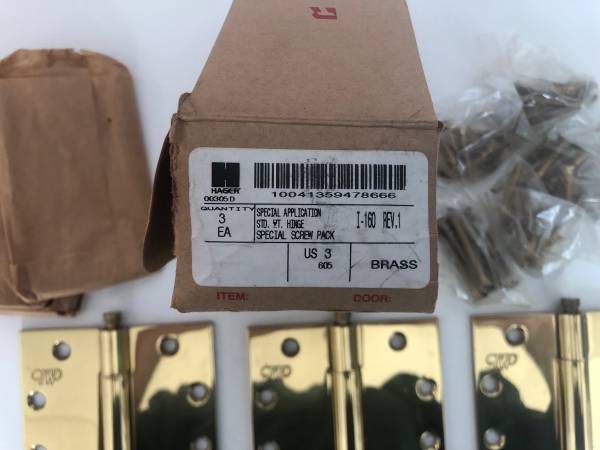 HAGER
00305D
10041359478666
QUANTITY
3
EA
SPECIAL APPLICATION
STD. WT. HINGE
SPECIAL SCREW PACK
I-160 REV.1
US 3
605
BRASS
ITEM:
DOOR: